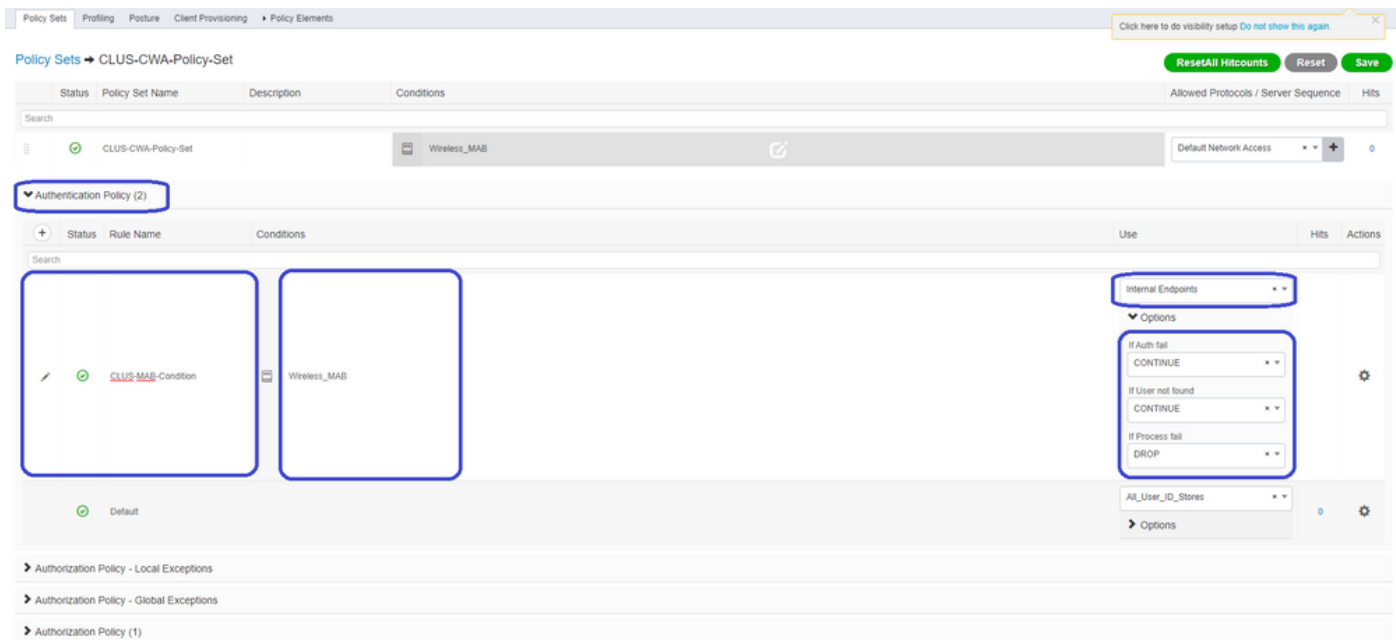 Policy Sets Profiling Posture Client Provisioning Policy Elements
Click here to do visibility setup Do not show this again.
Policy Sets → CLUS-CWA-Policy-Set
ResetAll Hitcounts Reset Save
Status Policy Set Name Description Conditions Allowed Protocols / Server Sequence Hits
Search
CLUS-CWA-Policy-Set Wireless_MAB Default Network Access 0
Authentication Policy (2)
Status Rule Name Conditions Use Hits Actions
Search
Internal Endpoints
Options
If Auth fail
CONTINUE
CLUS-MAB-Condition Wireless_MAB
If User not found
CONTINUE
If Process fail
DROP
All_User_ID_Stores
Default 0
Options
Authorization Policy - Local Exceptions
Authorization Policy - Global Exceptions
Authorization Policy (1)